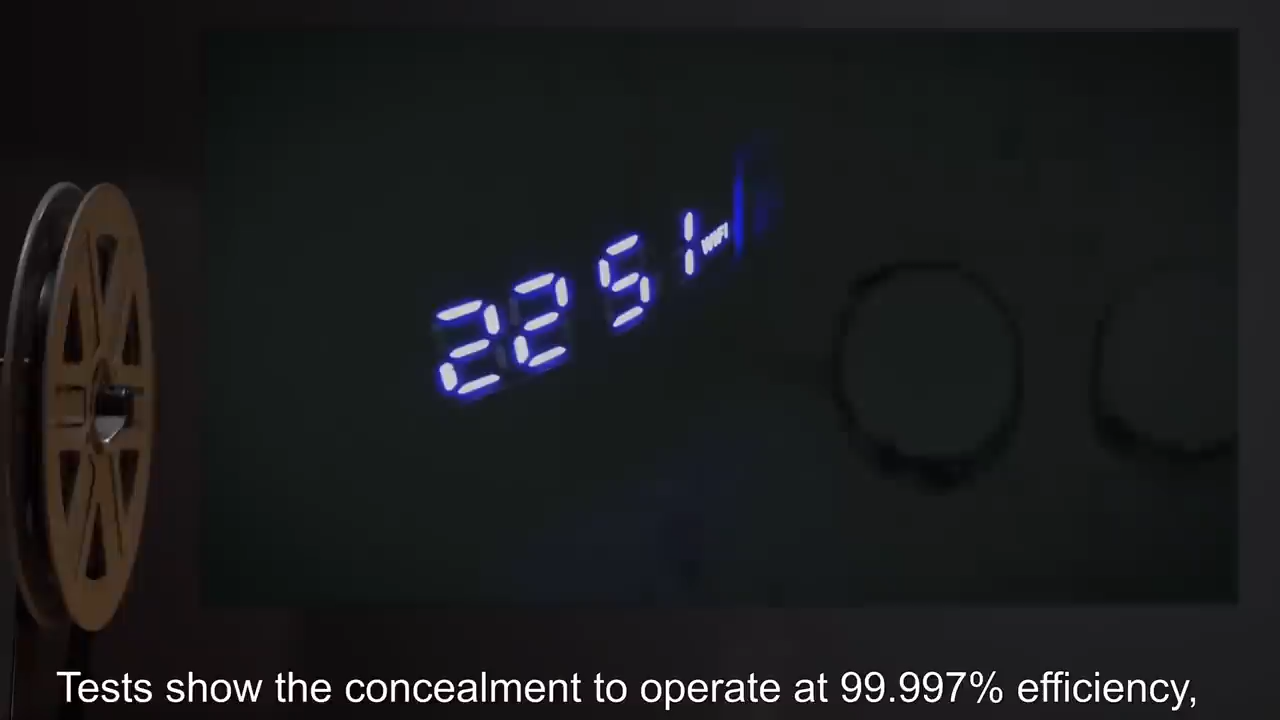 2251
WIFI
Tests show the concealment to operate at 99.997% efficiency,